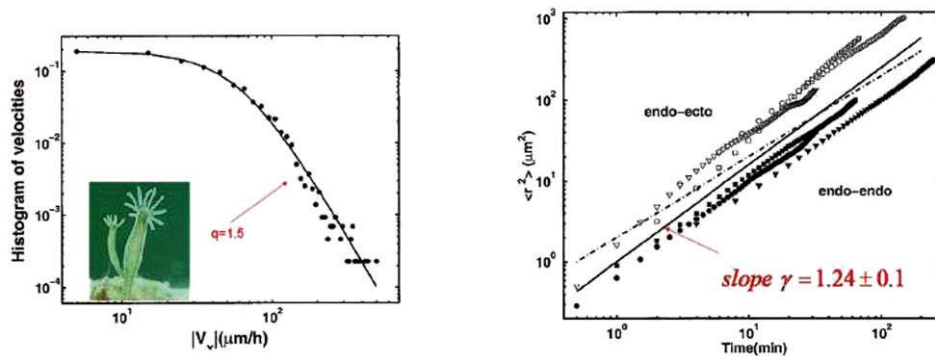 Histogram of velocities
10⁻¹
10⁻²
10⁻³
10⁻⁴
q=1.5
10¹
10²
|Vᵧ|(μm/h)
<r²> (μm²)
10³
10²
10¹
10⁰
endo−ecto
endo−endo
slope γ = 1.24 ± 0.1
10⁰
10¹
10²
Time(min)